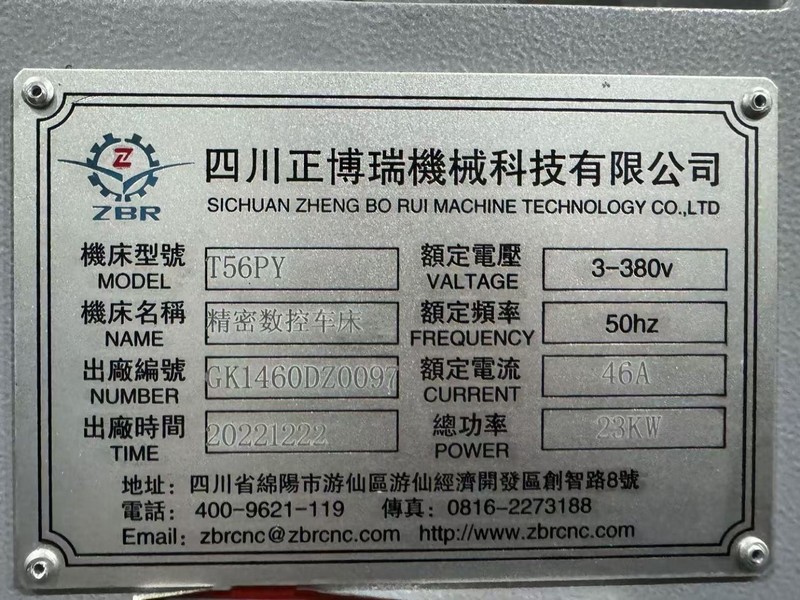 Z
ZBR
四川正博瑞機械科技有限公司
SICHUAN ZHENG BO RUI MACHINE TECHNOLOGY CO.,LTD
機床型號 T56PY 額定電壓 3-380v
MODEL VALTAGE
機床名稱 精密数控车床 額定頻率 50hz
NAME FREQUENCY
出廠編號 GK1460DZ0097 額定電流 46A
NUMBER CURRENT
出廠時間 20221222 總功率 23KW
TIME POWER
地址：四川省綿陽市游仙區游仙經濟開發區創智路8號
電話： 400-9621-119 傳真：0816-2273188
Email：zbrcnc@zbrcnc.com http://www.zbrcnc.com